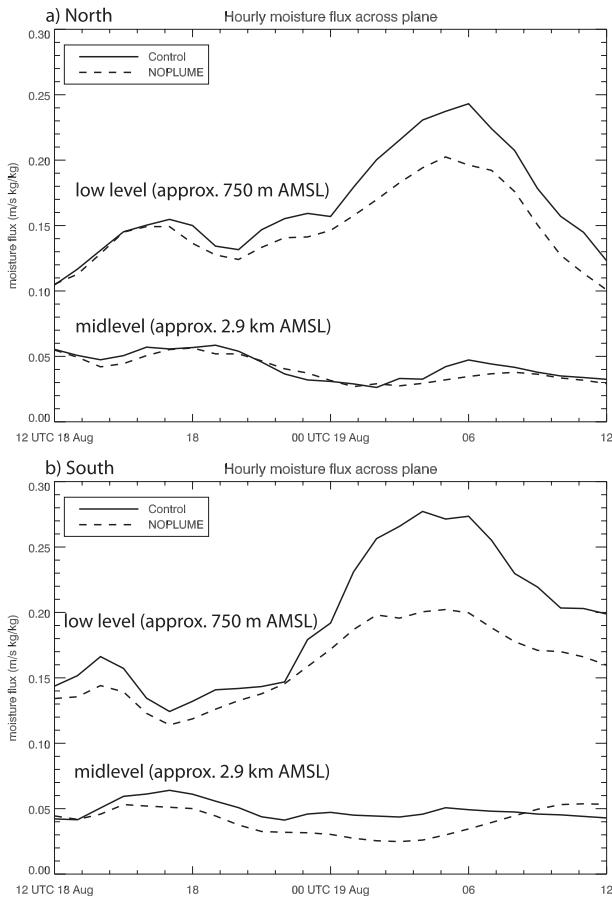 a) North
Hourly moisture flux across plane
0.30
Control
NOPLUME
0.25
0.20
low level (approx. 750 m AMSL)
0.15
moisture flux (m/s kg/kg)
0.10
midlevel (approx. 2.9 km AMSL)
0.05
0.00
12 UTC 18 Aug 18 00 UTC 19 Aug 06 12
b) South
Hourly moisture flux across plane
0.30
Control
NOPLUME
0.25
0.20
low level (approx. 750 m AMSL)
0.15
moisture flux (m/s kg/kg)
0.10
midlevel (approx. 2.9 km AMSL)
0.05
0.00
12 UTC 18 Aug 18 00 UTC 19 Aug 06 12